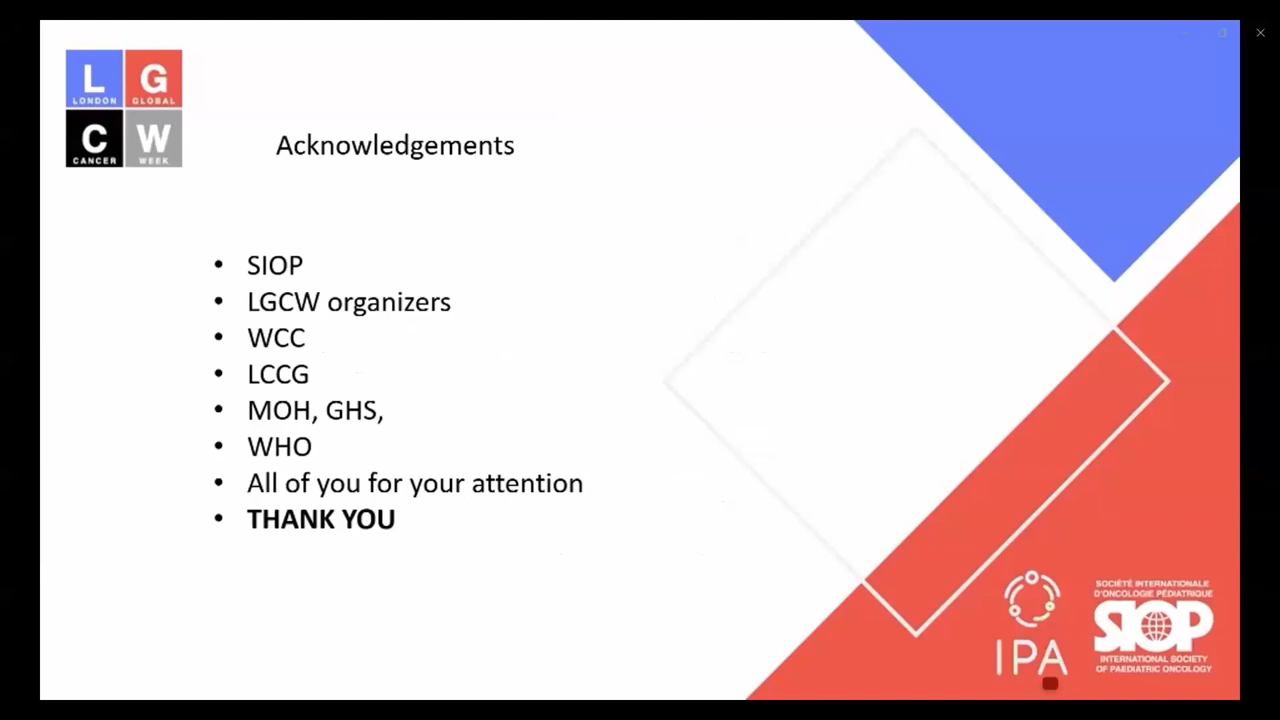 L G
LONDON GLOBAL
C W
CANCER WEEK
Acknowledgements
• SIOP
• LGCW organizers
• WCC
• LCCG
• MOH, GHS,
• WHO
• All of you for your attention
• THANK YOU
IPA
SOCIÉTÉ INTERNATIONALE
D'ONCOLOGIE PÉDIATRIQUE
SIOP
INTERNATIONAL SOCIETY
OF PAEDIATRIC ONCOLOGY